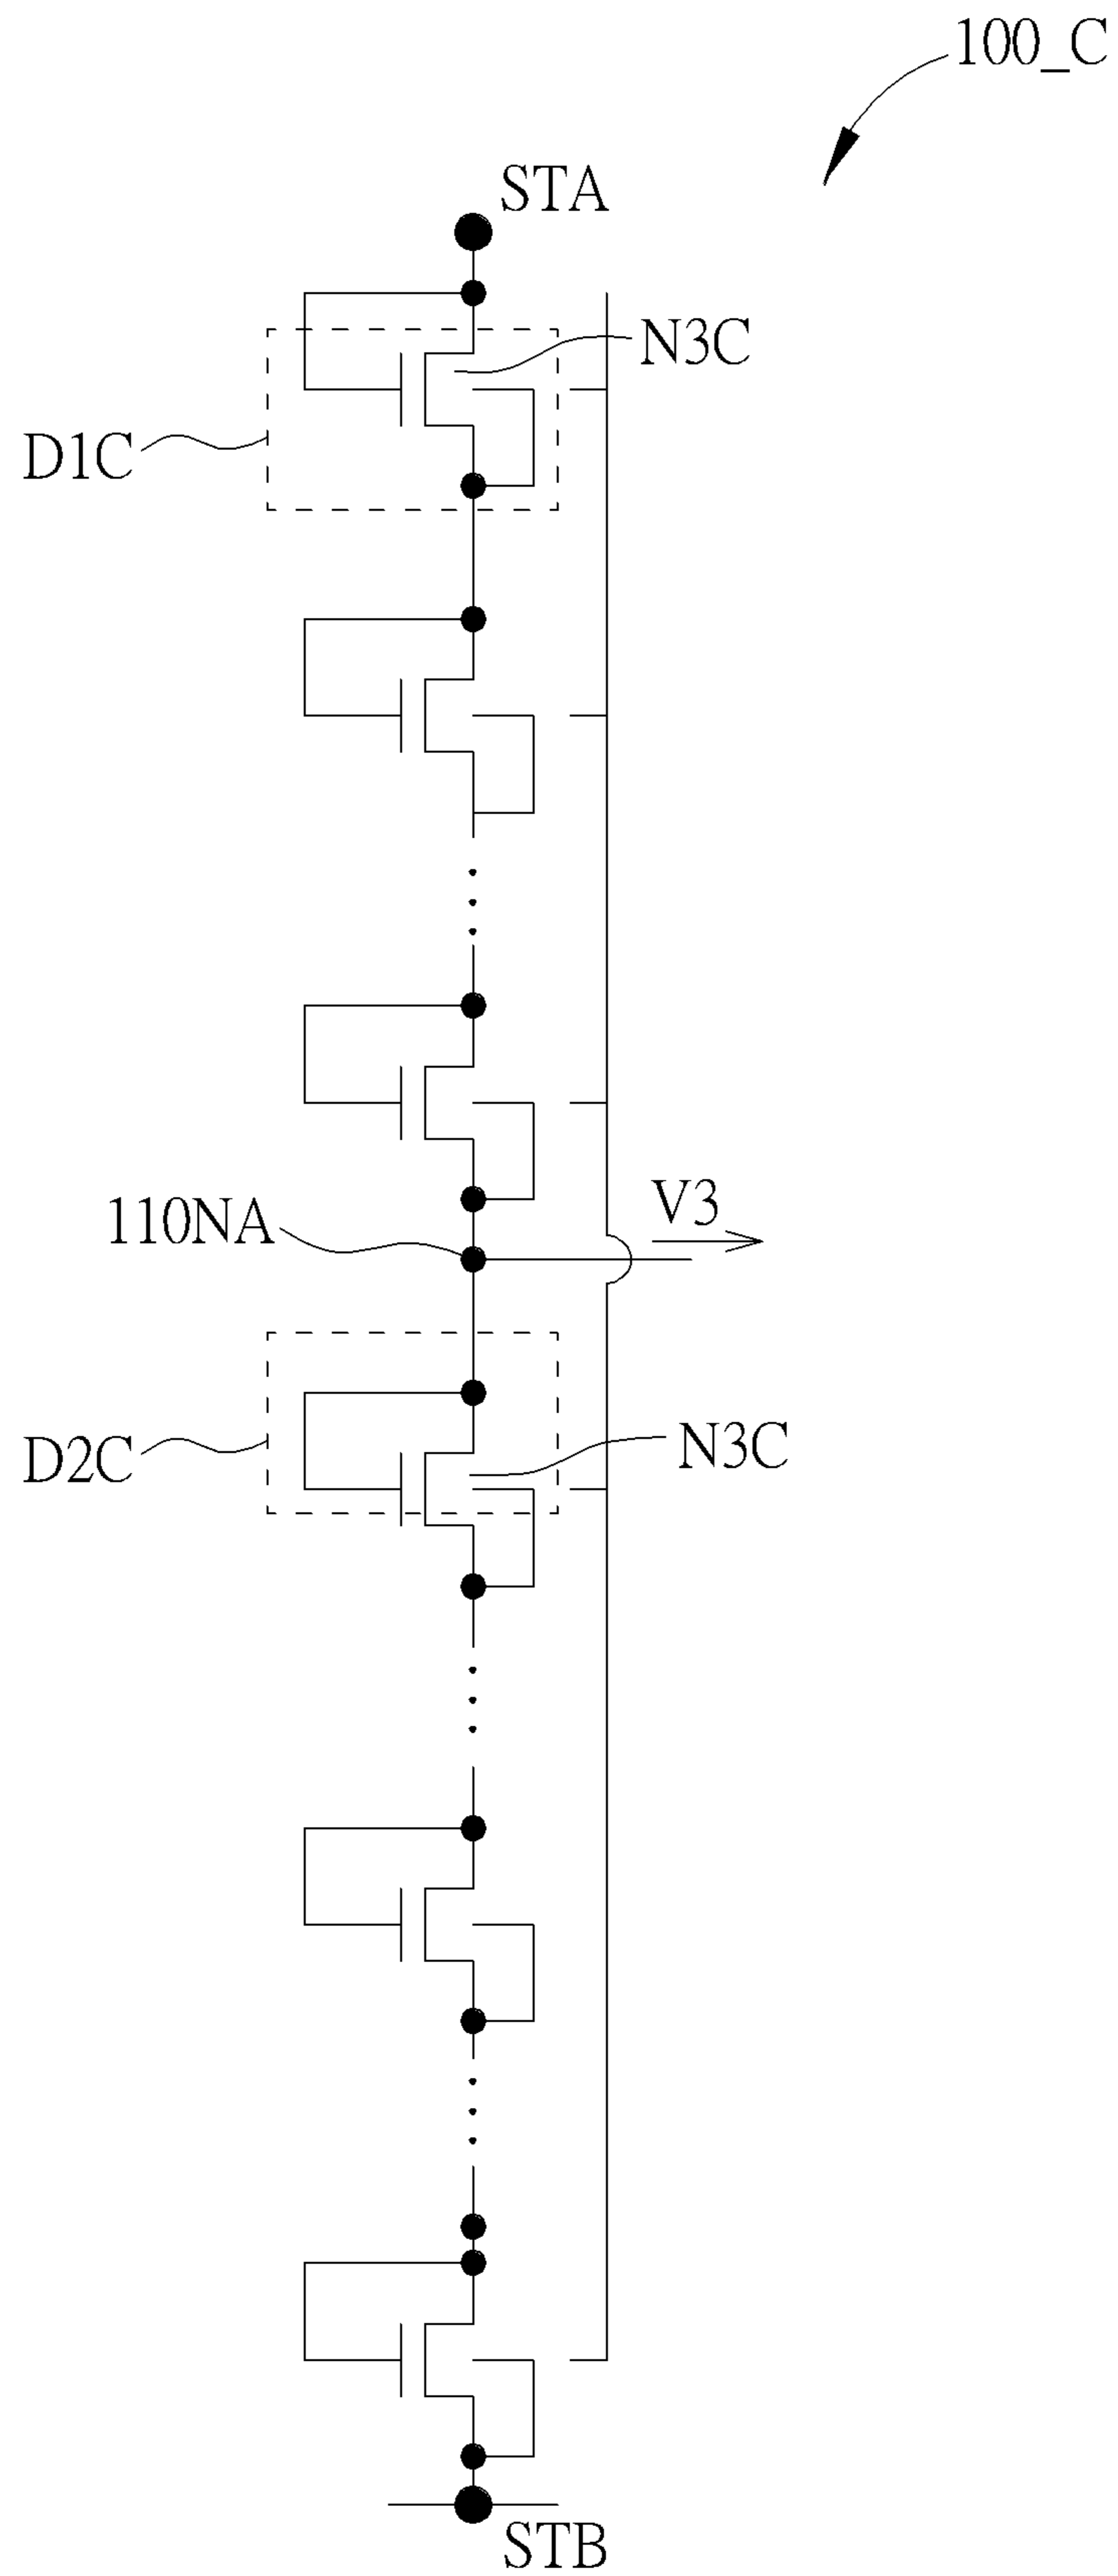 100_C
STA
N3C
D1C
V3
110NA
N3C
D2C
STB